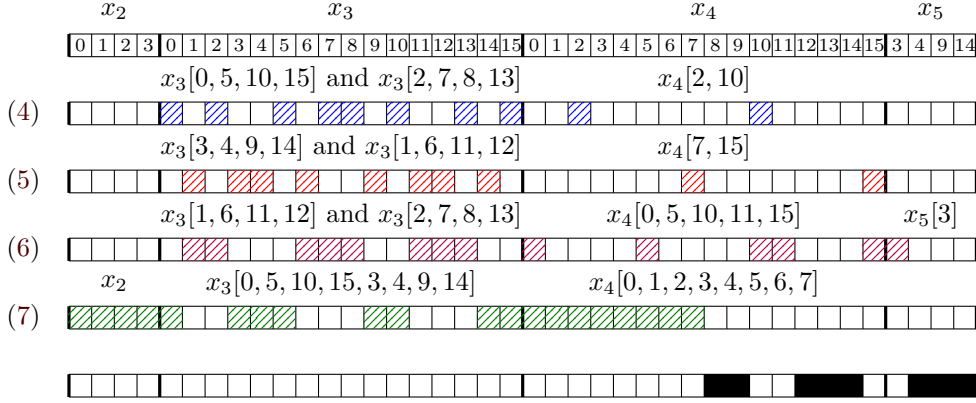 x₂ x₃ x₄ x₅
0 1 2 3 0 1 2 3 4 5 6 7 8 9 10 11 12 13 14 15 0 1 2 3 4 5 6 7 8 9 10 11 12 13 14 15 3 4 9 14
x₃[0, 5, 10, 15] and x₃[2, 7, 8, 13] x₄[2, 10]
(4)
x₃[3, 4, 9, 14] and x₃[1, 6, 11, 12] x₄[7, 15]
(5)
x₃[1, 6, 11, 12] and x₃[2, 7, 8, 13] x₄[0, 5, 10, 11, 15] x₅[3]
(6)
x₂ x₃[0, 5, 10, 15, 3, 4, 9, 14] x₄[0, 1, 2, 3, 4, 5, 6, 7]
(7)